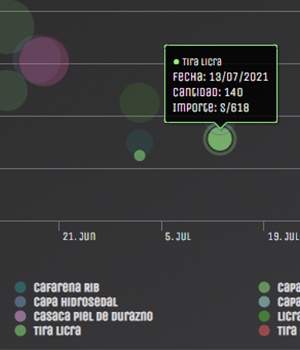 Tira Licra
Fecha: 13/07/2021
Cantidad: 140
Importe: S/618
21. Jun
5. Jul
19. Jul
Cafarena RIB
Capa Hidrosedal
Casaca Piel de Durazno
Tira Licra
Capa
Capa
Licra
Tira